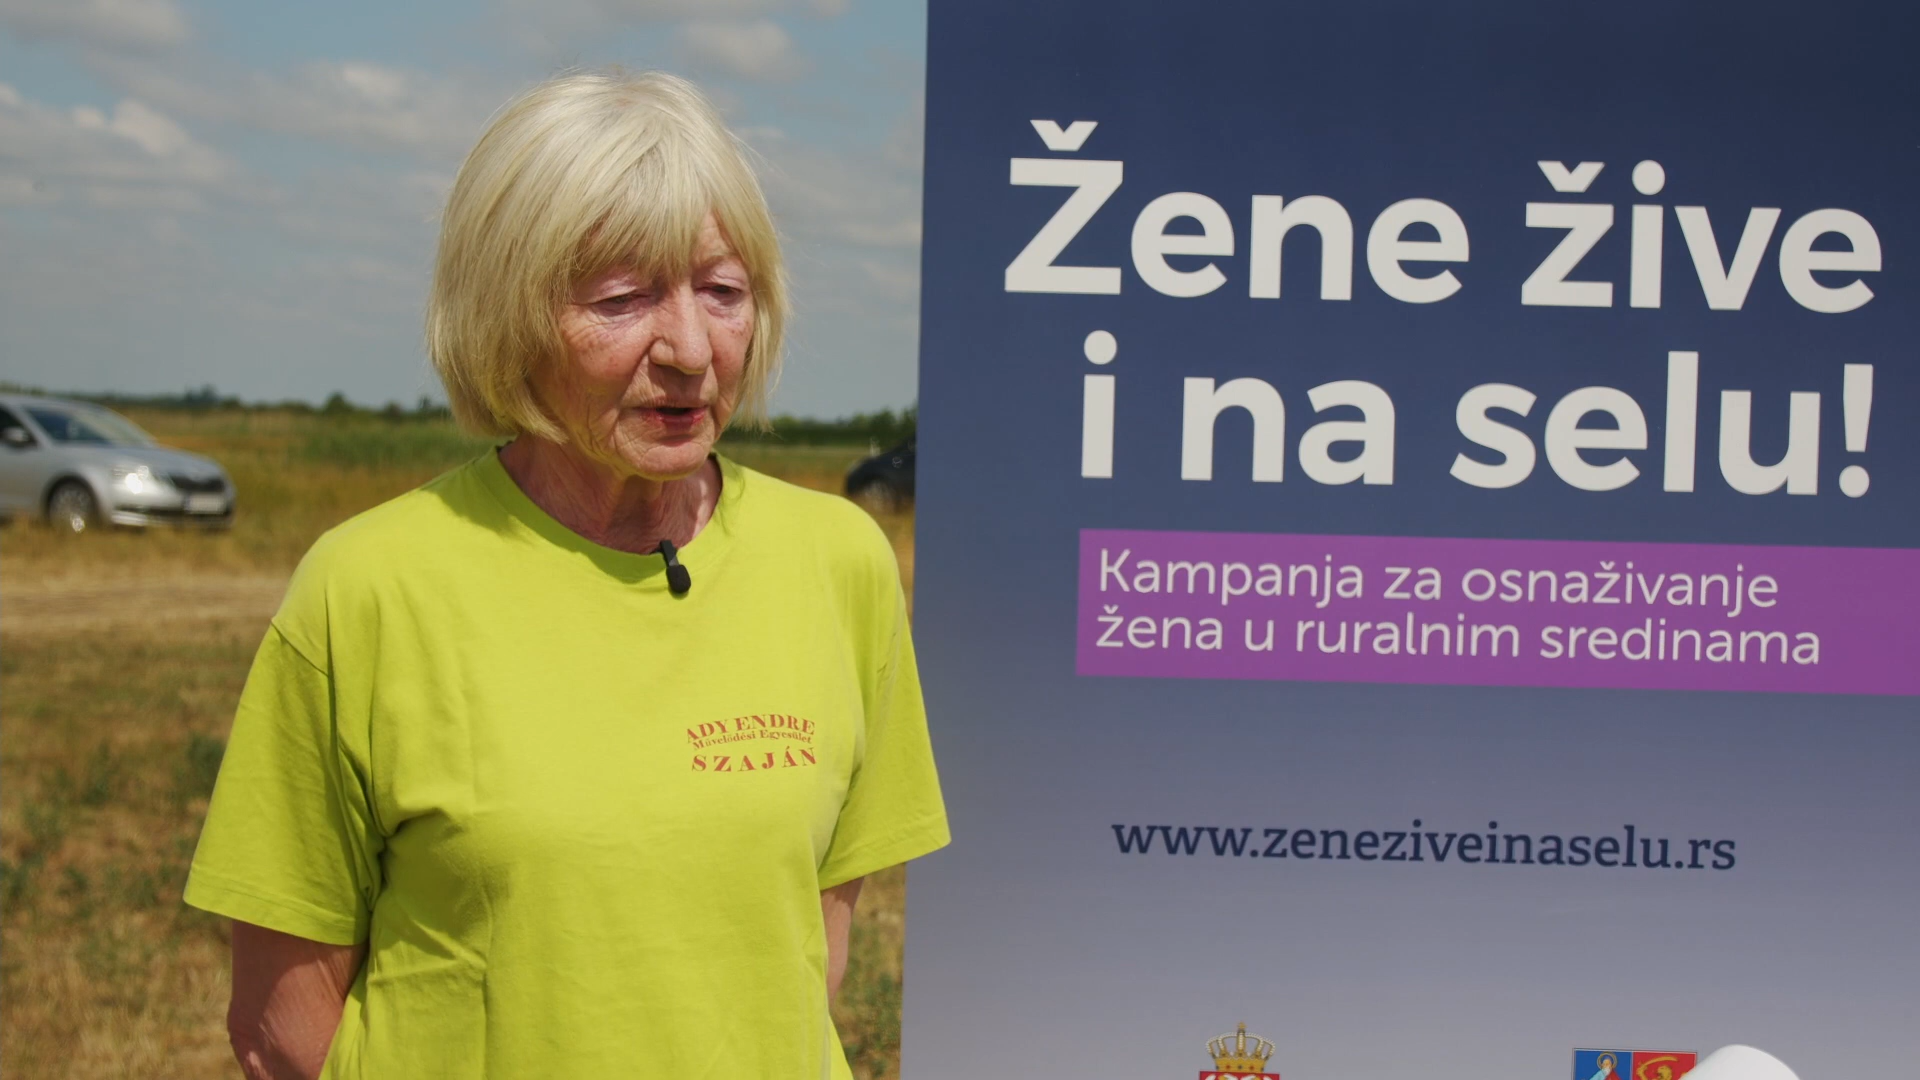 Žene žive
i na selu!
Kampanja za osnaživanje
žena u ruralnim sredinama
www.zeneziveinaselu.rs
ADY ENDRE
Művelődési Egyesület
SZAJÁN